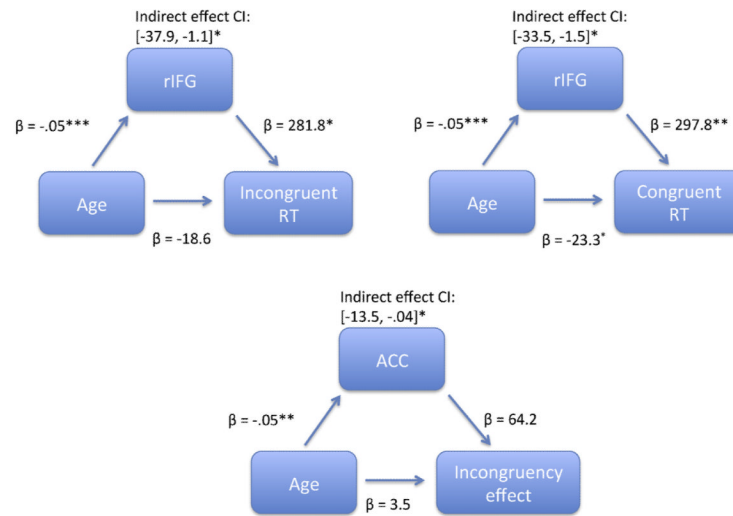 Indirect effect CI:
[-37.9, -1.1]*
rIFG
β = -.05***
β = 281.8*
Age
Incongruent
RT
β = -18.6
Indirect effect CI:
[-33.5, -1.5]*
rIFG
β = -.05***
β = 297.8**
Age
Congruent
RT
β = -23.3*
Indirect effect CI:
[-13.5, -.04]*
ACC
β = -.05**
β = 64.2
Age
Incongruency
effect
β = 3.5